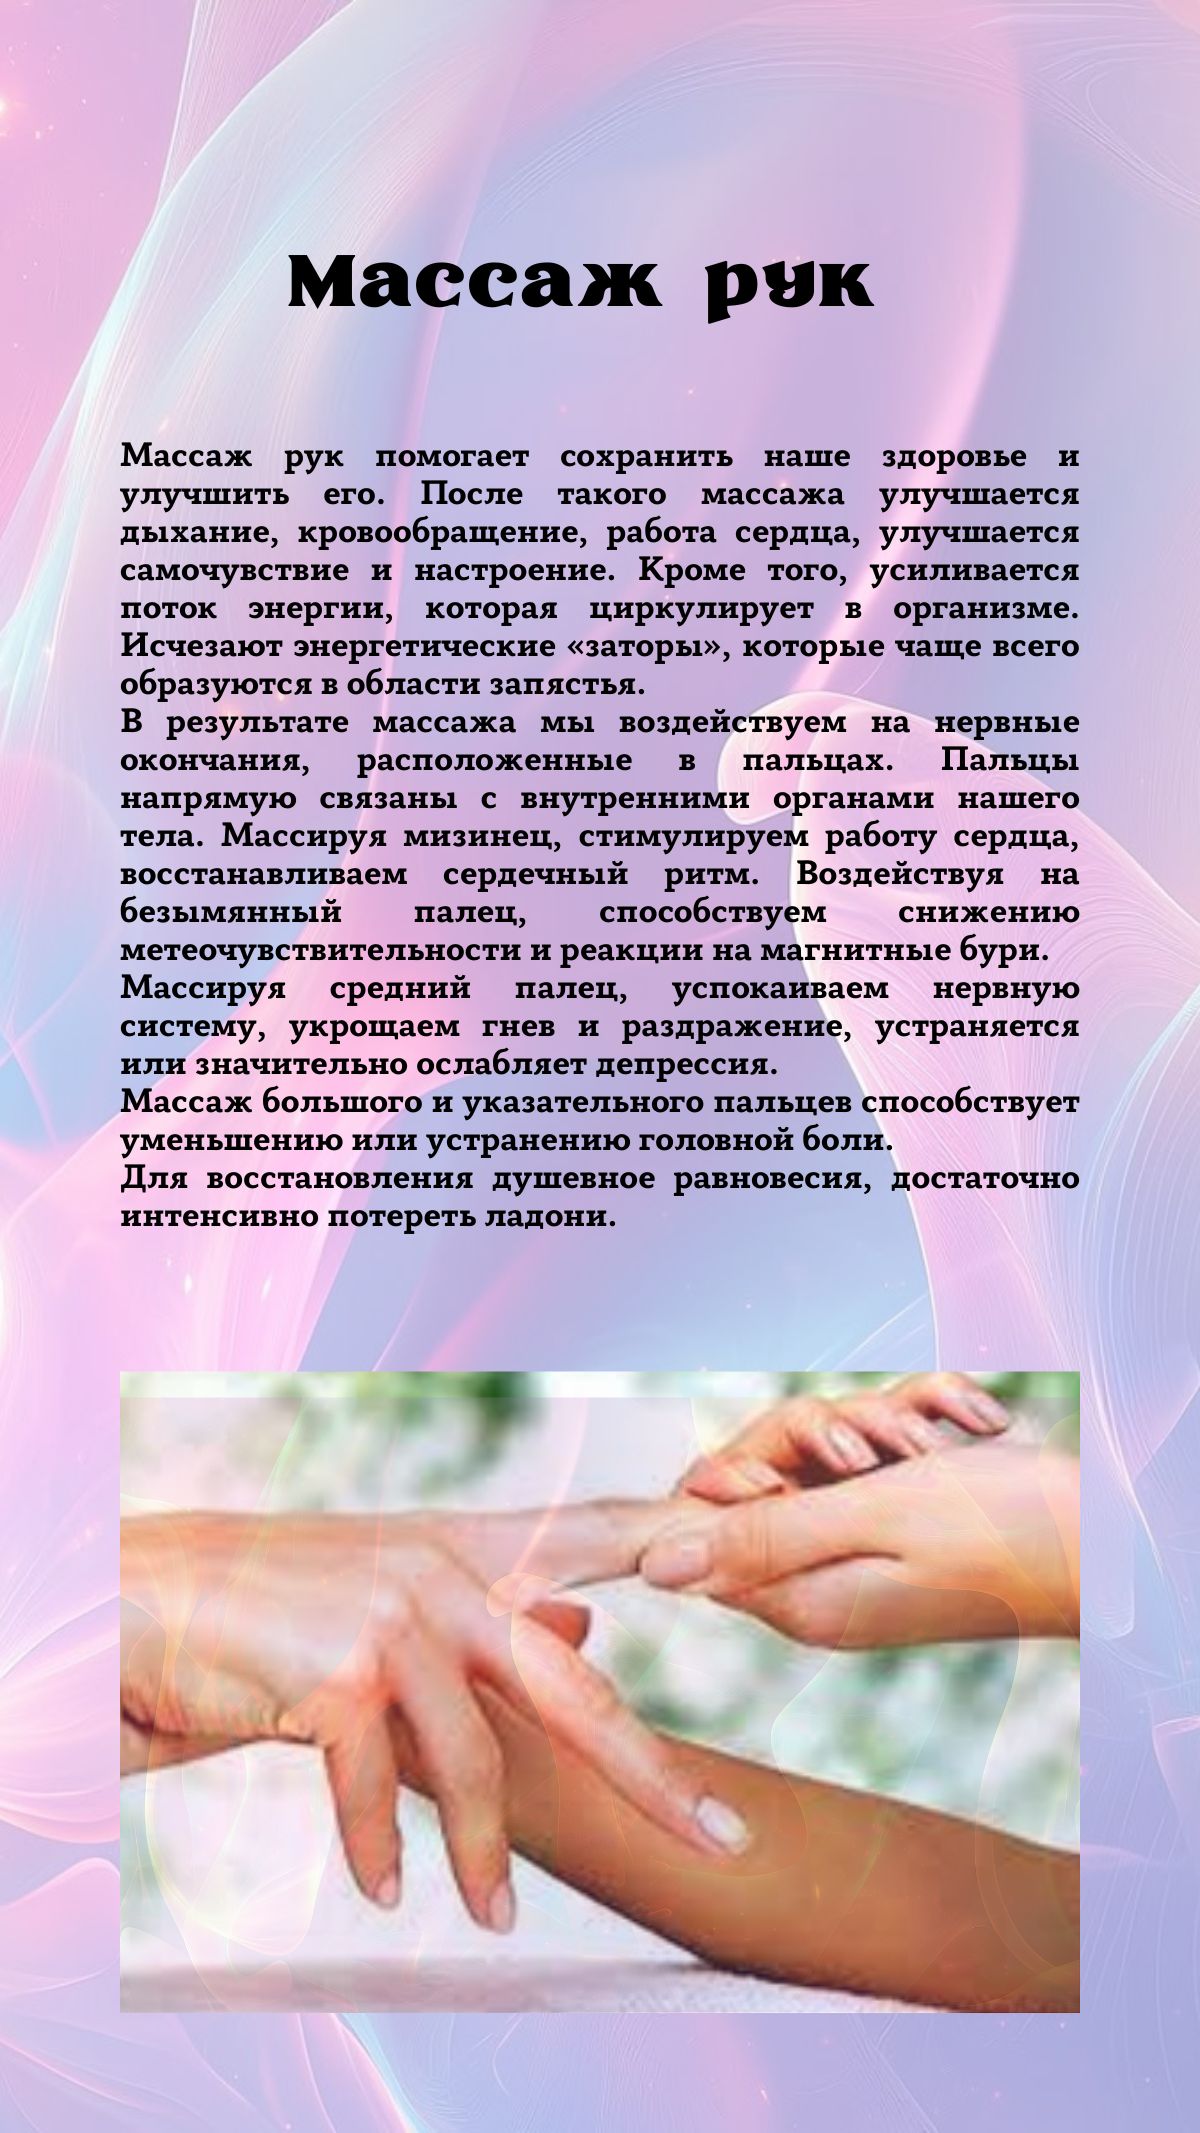 Массаж рук
Массаж рук помогает сохранить наше здоровье и
улучшить его. После такого массажа улучшается
дыхание, кровообращение, работа сердца, улучшается
самочувствие и настроение. Кроме того, усиливается
поток энергии, которая циркулирует в организме.
Исчезают энергетические «заторы», которые чаще всего
образуются в области запястья.
В результате массажа мы воздействуем на нервные
окончания, расположенные в пальцах. Пальцы
напрямую связаны с внутренними органами нашего
тела. Массируя мизинец, стимулируем работу сердца,
восстанавливаем сердечный ритм. Воздействуя на
безымянный палец, способствуем снижению
метеочувствительности и реакции на магнитные бури.
Массируя средний палец, успокаиваем нервную
систему, укрощаем гнев и раздражение, устраняется
или значительно ослабляет депрессия.
Массаж большого и указательного пальцев способствует
уменьшению или устранению головной боли.
Для восстановления душевное равновесия, достаточно
интенсивно потереть ладони.